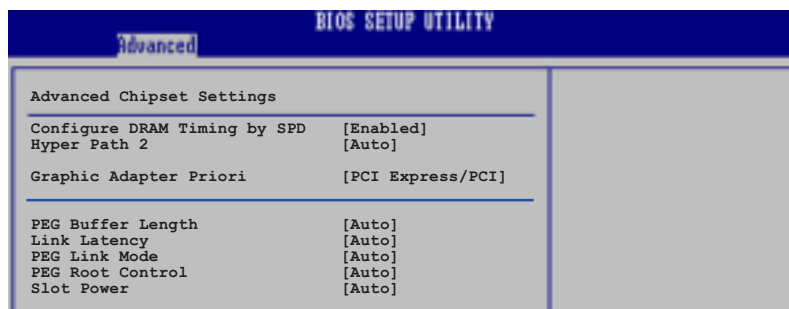 BIOS SETUP UTILITY
Advanced
Advanced Chipset Settings
Configure DRAM Timing by SPD [Enabled]
Hyper Path 2 [Auto]
Graphic Adapter Priori [PCI Express/PCI]
PEG Buffer Length [Auto]
Link Latency [Auto]
PEG Link Mode [Auto]
PEG Root Control [Auto]
Slot Power [Auto]